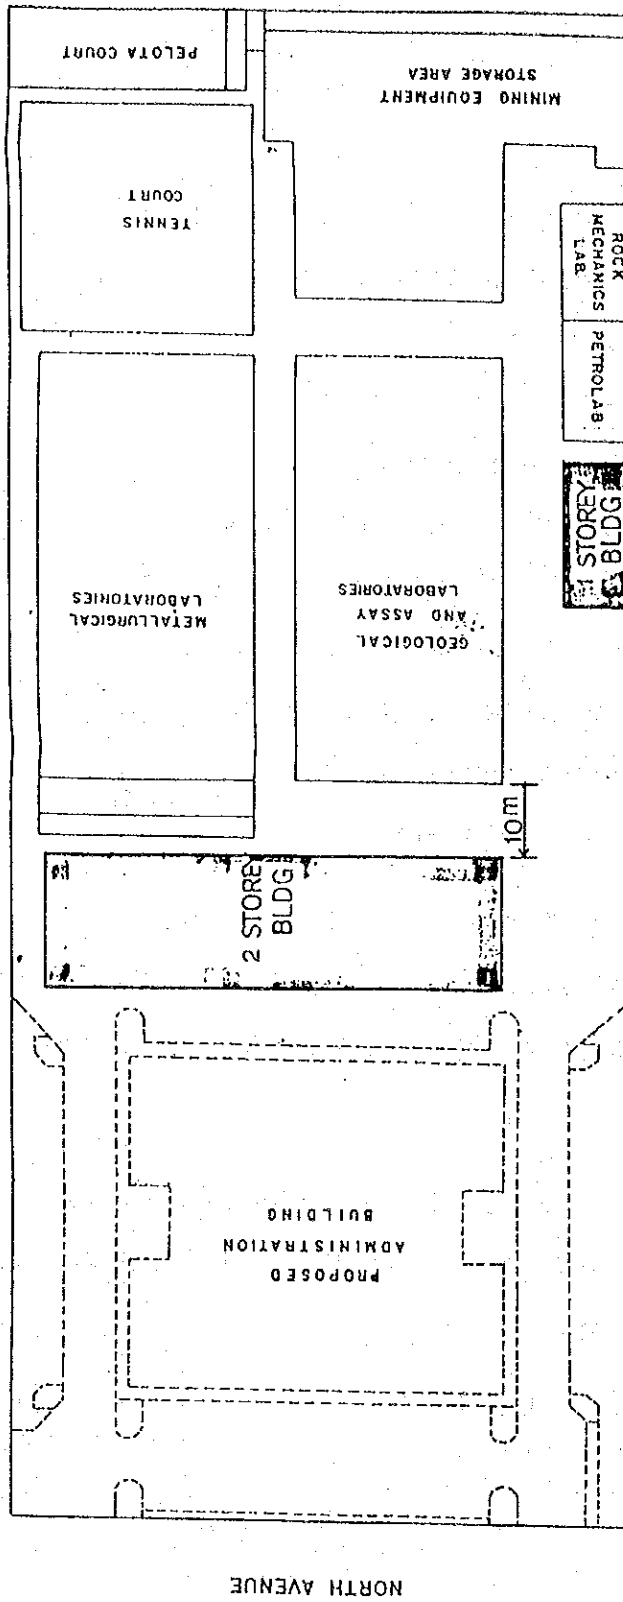 PELOTA COURT
MINING EQUIPMENT
STORAGE AREA
TENNIS
COURT
ROCK
MECHANICS
LAB.
PETROLAB
1 STOREY
BLDG
METALLURGICAL
LABORATORIES
GEOLOGICAL
AND ASSAY
LABORATORIES
10m
2 STOREY
BLDG
PROPOSED
ADMINISTRATION
BUILDING
NORTH AVENUE